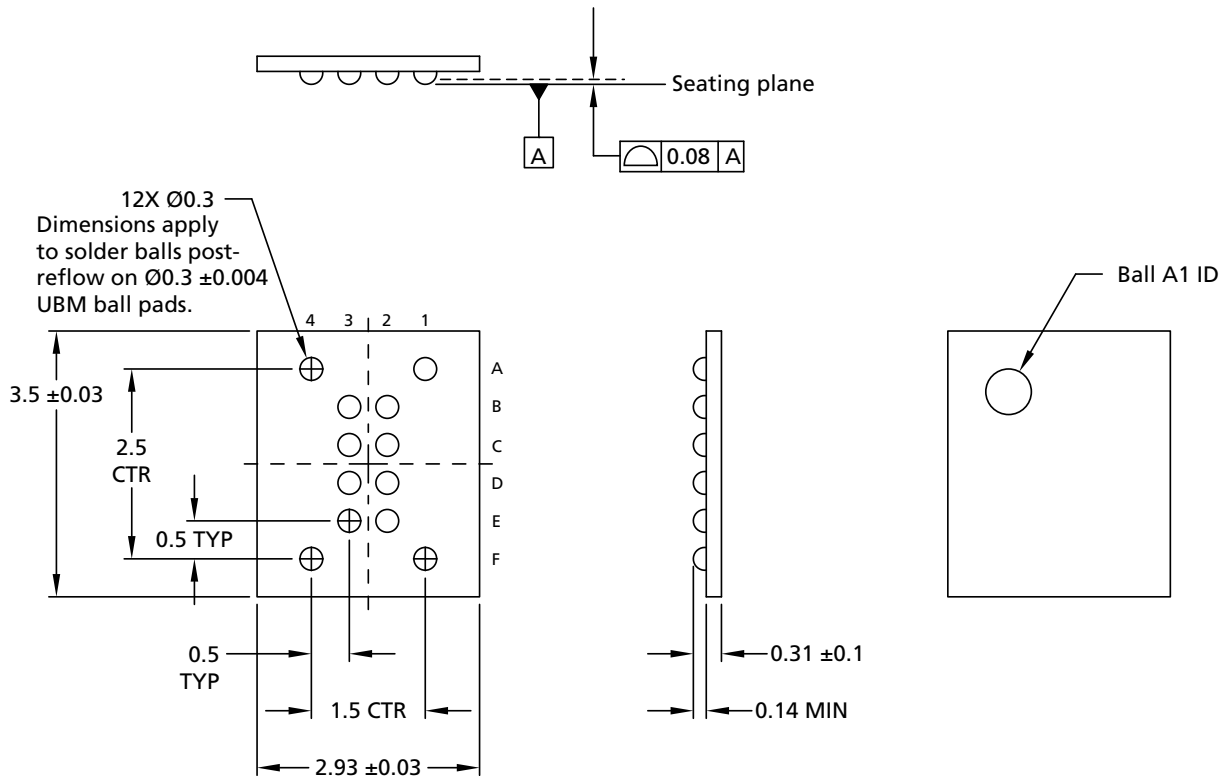 Seating plane
A
0.08 A
12X Ø0.3
Dimensions apply
to solder balls post-
reflow on Ø0.3 ±0.004
UBM ball pads.
Ball A1 ID
4 3 2 1
A
B
C
D
E
F
3.5 ±0.03
2.5
CTR
0.5 TYP
0.5
TYP
1.5 CTR
2.93 ±0.03
0.31 ±0.1
0.14 MIN